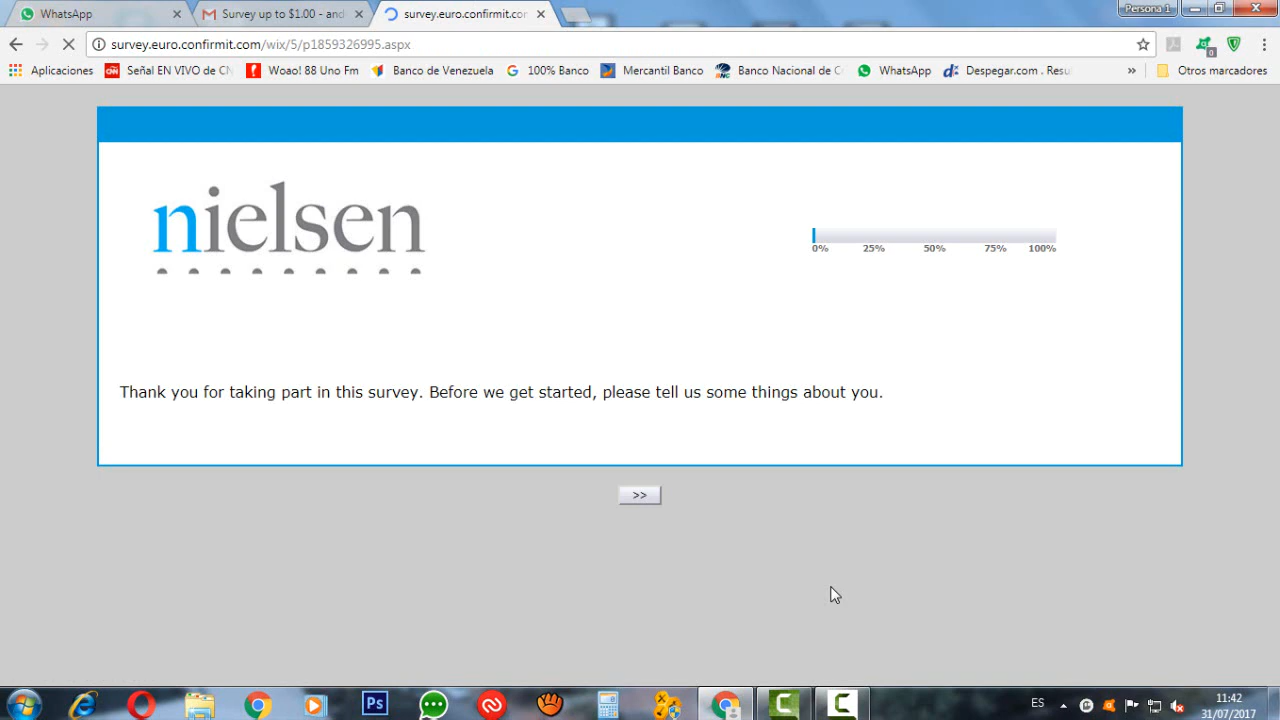 WhatsApp
Survey up to $1.00 - and
survey.euro.confirmit.cor
Persona 1
survey.euro.confirmit.com/wix/5/p1859326995.aspx
0
Aplicaciones
CNN
Señal EN VIVO de CN
Woao! 88 Uno Fm
Banco de Venezuela
G
100% Banco
Mercantil Banco
BNC
Banco Nacional de C
WhatsApp
Despegar.com . Resu
»
Otros marcadores
nielsen
0% 25% 50% 75% 100%
Thank you for taking part in this survey. Before we get started, please tell us some things about you.
>>
Ps
ES
11:42
31/07/2017